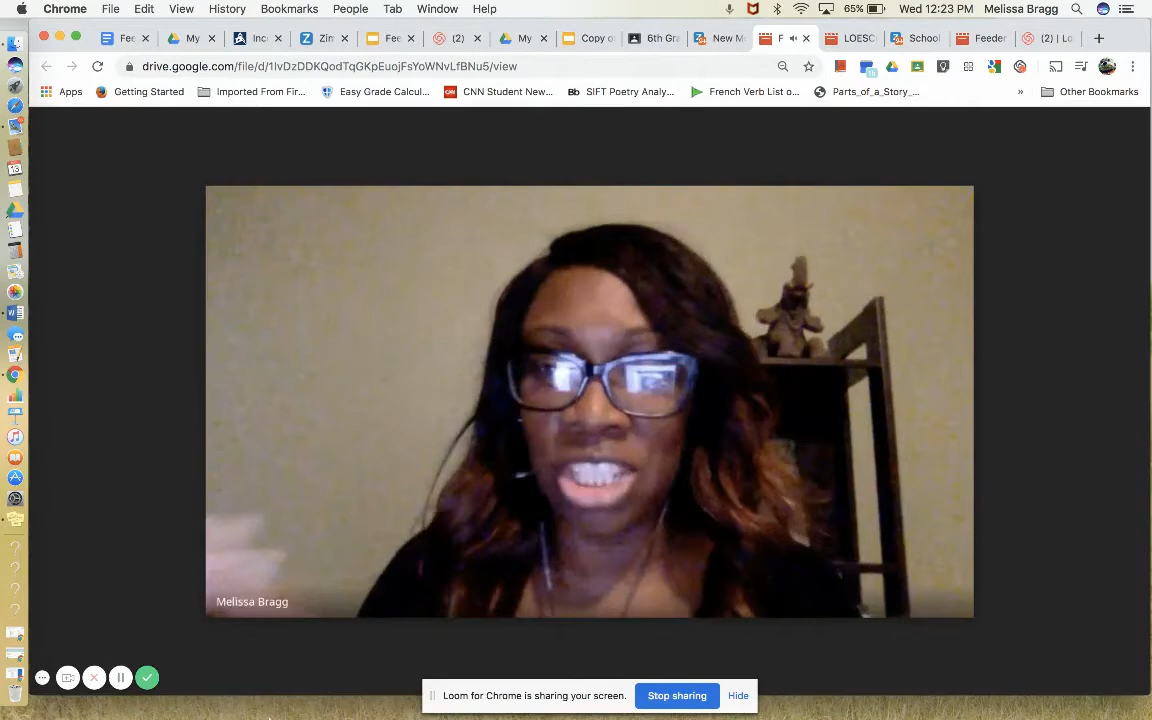 Chrome File Edit View History Bookmarks People Tab Window Help 65% Wed 12:23 PM Melissa Bragg
Fee My Inc Zin Fee (2) My Copy o 6th Gra New M F LOESC School Feeder (2) | Lo
drive.google.com/file/d/1lvDzDDKQodTqGKpEuojFsYoWNvLfBNu5/view
Apps Getting Started Imported From Fir... Easy Grade Calcul... CNN Student New... Bb SIFT Poetry Analy... French Verb List o... Parts_of_a_Story_... » Other Bookmarks
Melissa Bragg
Loom for Chrome is sharing your screen. Stop sharing Hide